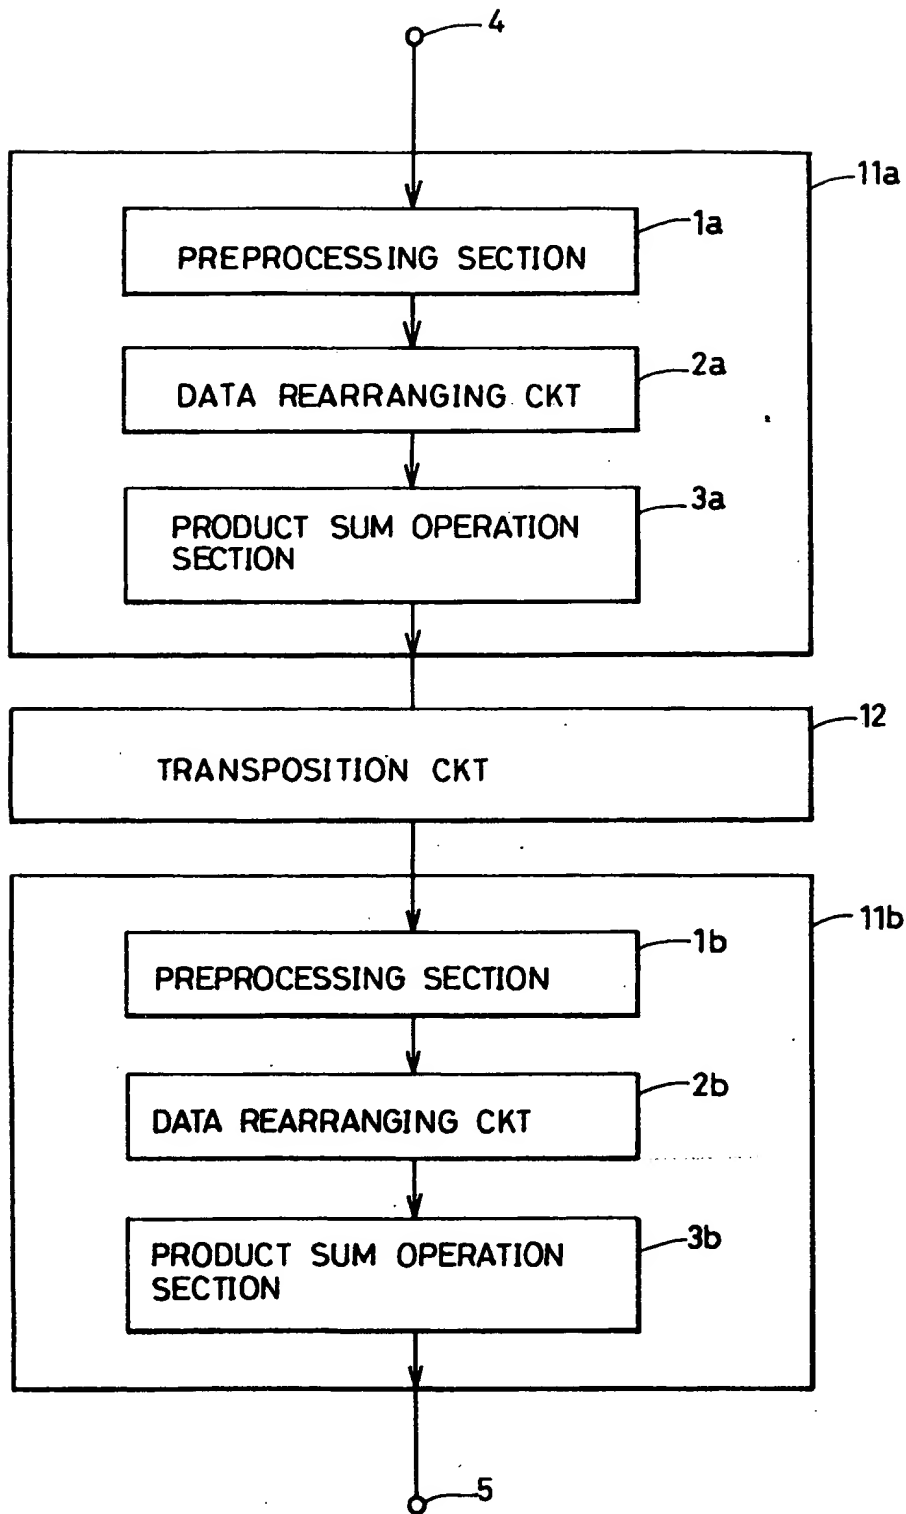 4
11a
1a
PREPROCESSING SECTION
2a
DATA REARRANGING CKT
3a
PRODUCT SUM OPERATION
SECTION
12
TRANSPOSITION CKT
11b
1b
PREPROCESSING SECTION
2b
DATA REARRANGING CKT
3b
PRODUCT SUM OPERATION
SECTION
5